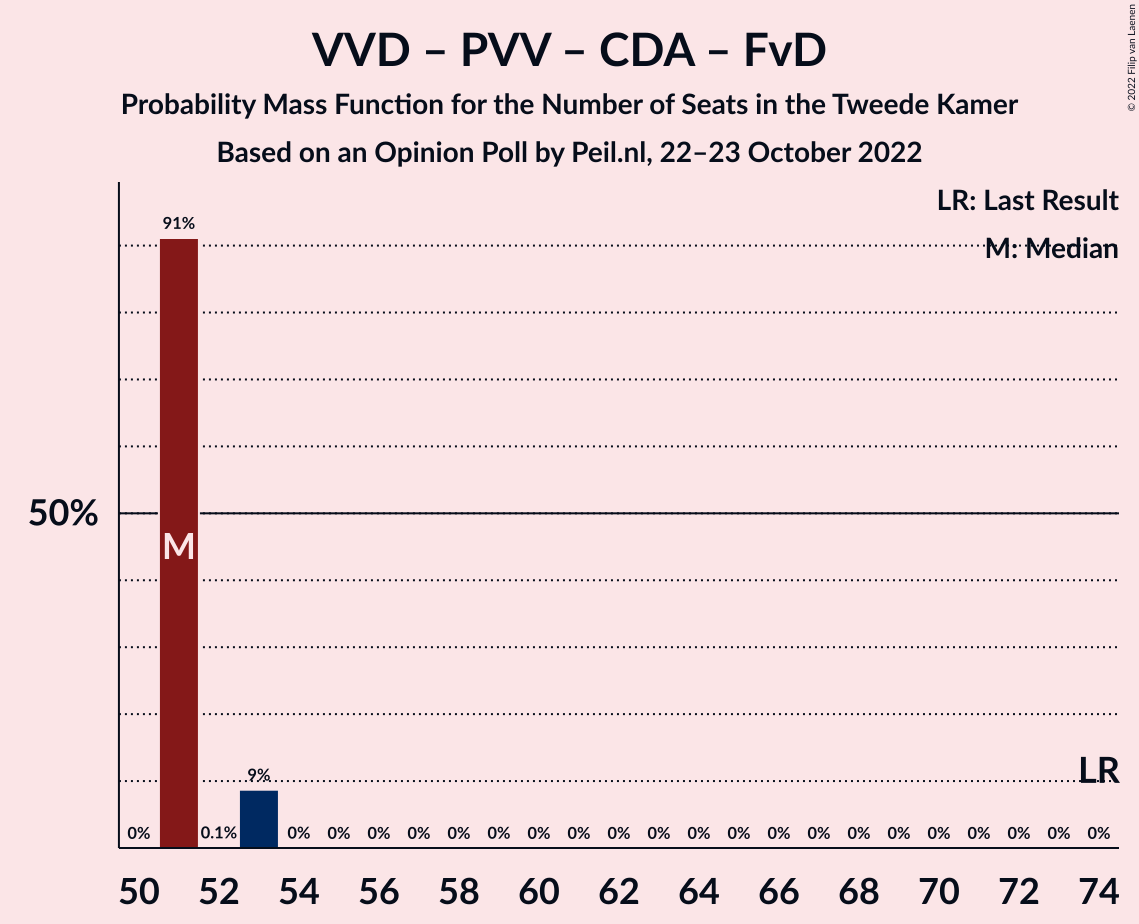 VVD – PVV – CDA – FvD
Probability Mass Function for the Number of Seats in the Tweede Kamer
Based on an Opinion Poll by Peil.nl, 22–23 October 2022
© 2022 Filip van Laenen
LR: Last Result
M: Median
91%
50%
M
LR
9%
0% 0.1% 0% 0% 0% 0% 0% 0% 0% 0% 0% 0% 0% 0% 0% 0% 0% 0% 0% 0% 0% 0% 0%
50 52 54 56 58 60 62 64 66 68 70 72 74